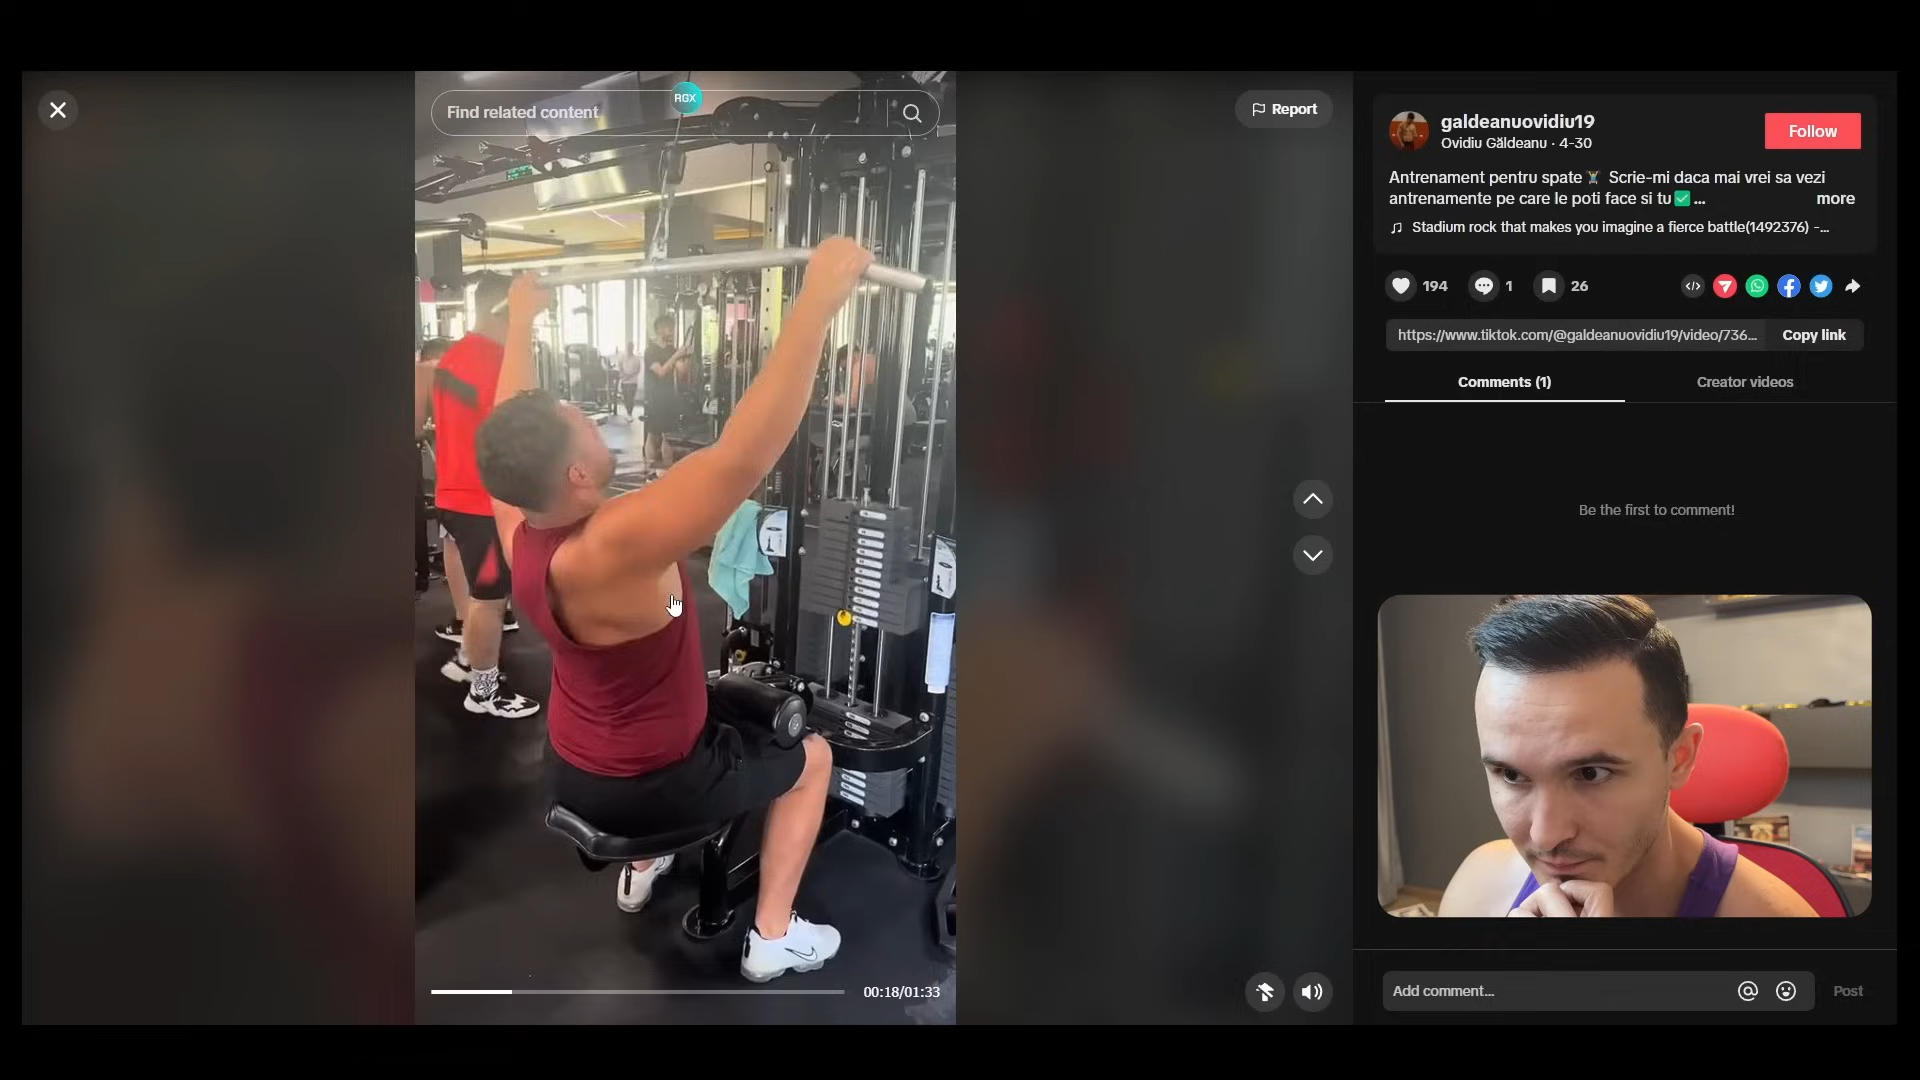 Find related content
RGX
Report
galdeanuovidiu19
Ovidiu Găldeanu · 4-30
Follow
Antrenament pentru spate Scrie-mi daca mai vrei sa vezi
antrenamente pe care le poti face si tu ...
more
Stadium rock that makes you imagine a fierce battle(1492376) -...
194
1
26
https://www.tiktok.com/@galdeanuovidiu19/video/736...
Copy link
Comments (1)
Creator videos
Be the first to comment!
00:18/01:33
Add comment...
Post